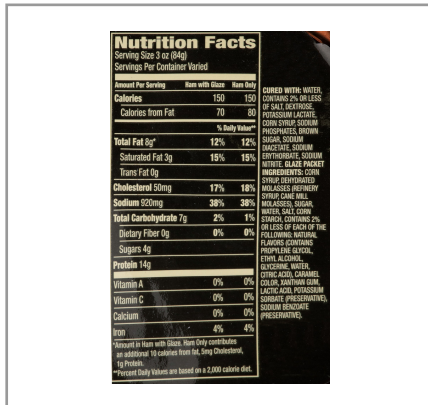 Nutrition Facts
Serving Size 3 oz (84g)
Servings Per Container Varied
Amount Per Serving Ham with Glaze Ham Only
Calories 150 150
Calories from Fat 70 80
% Daily Value**
Total Fat 8g* 12% 12%
Saturated Fat 3g 15% 15%
Trans Fat 0g
Cholesterol 50mg 17% 18%
Sodium 920mg 38% 38%
Total Carbohydrate 7g 2% 1%
Dietary Fiber 0g 0% 0%
Sugars 4g
Protein 14g
Vitamin A 0% 0%
Vitamin C 0% 0%
Calcium 0% 0%
Iron 4% 4%
*Amount in Ham with Glaze. Ham Only contributes
an additional 10 calories from fat, 5mg Cholesterol,
1g Protein.
**Percent Daily Values are based on a 2,000 calorie diet.
CURED WITH: WATER,
CONTAINS 2% OR LESS
OF SALT, DEXTROSE,
POTASSIUM LACTATE,
CORN SYRUP, SODIUM
PHOSPHATES, BROWN
SUGAR, SODIUM
DIACETATE, SODIUM
ERYTHORBATE, SODIUM
NITRITE. GLAZE PACKET
INGREDIENTS: CORN
SYRUP, DEHYDRATED
MOLASSES (REFINERY
SYRUP, CANE MILL
MOLASSES), SUGAR,
WATER, SALT, CORN
STARCH, CONTAINS 2%
OR LESS OF EACH OF THE
FOLLOWING: NATURAL
FLAVORS (CONTAINS
PROPYLENE GLYCOL,
ETHYL ALCOHOL,
GLYCERINE, WATER,
CITRIC ACID), CARAMEL
COLOR, XANTHAN GUM,
LACTIC ACID, POTASSIUM
SORBATE (PRESERVATIVE),
SODIUM BENZOATE
(PRESERVATIVE).